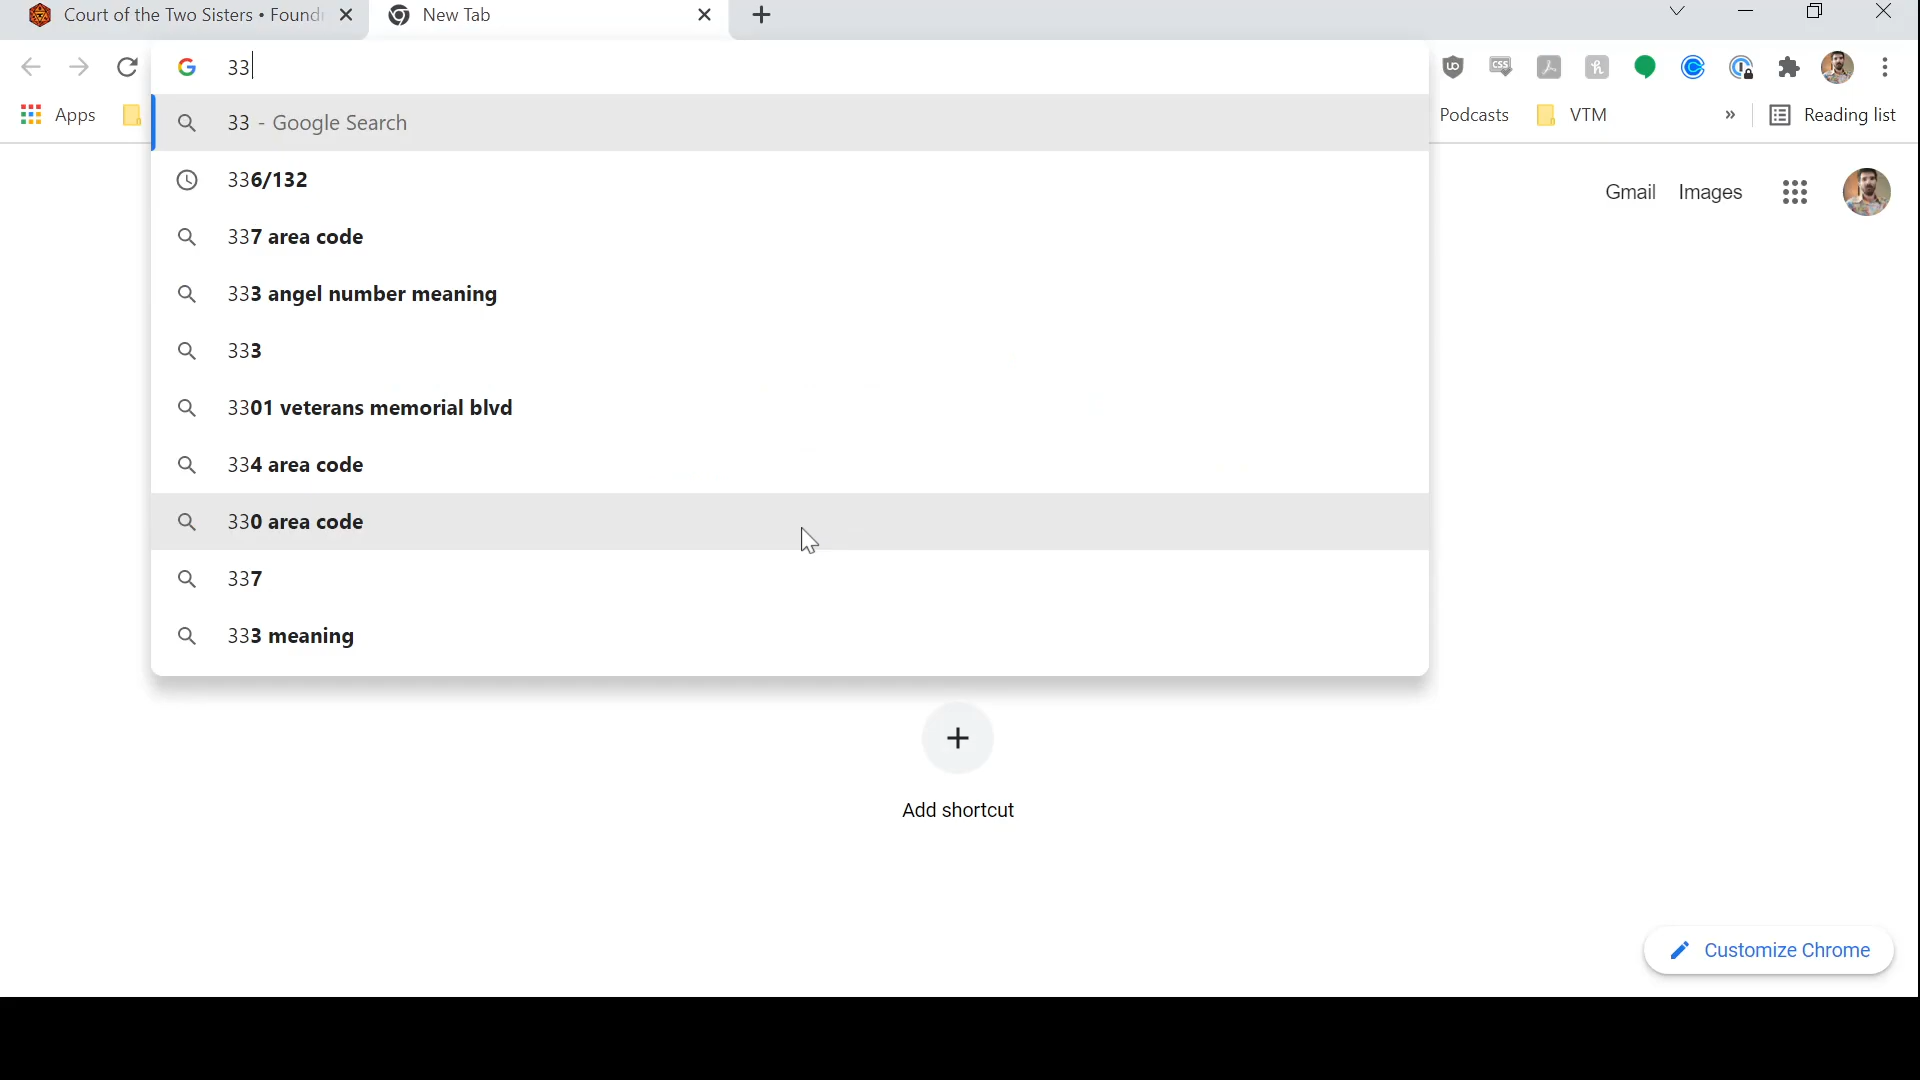 Court of the Two Sisters • Found
New Tab
33
Apps
33 - Google Search
Podcasts
VTM
»
Reading list
336/132
Gmail Images
337 area code
333 angel number meaning
333
3301 veterans memorial blvd
334 area code
330 area code
337
333 meaning
Add shortcut
Customize Chrome